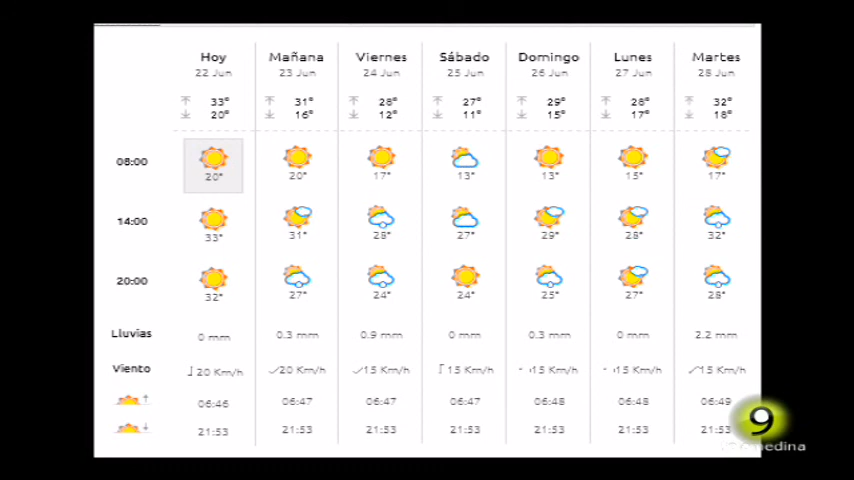 Hoy Mañana Viernes Sábado Domingo Lunes Martes
22 Jun 23 Jun 24 Jun 25 Jun 26 Jun 27 Jun 28 Jun
33° 31° 28° 27° 29° 28° 32°
20° 16° 12° 11° 15° 17° 18°
08:00
20° 20° 17° 13° 13° 15° 17°
14:00
33° 31° 28° 27° 29° 28° 32°
20:00
32° 27° 24° 24° 25° 27° 28°
Lluvias 0 mm 0.3 mm 0.9 mm 0 mm 0.3 mm 0 mm 2.2 mm
Viento 20 Km/h 20 Km/h 15 Km/h 15 Km/h 15 Km/h 15 Km/h 15 Km/h
06:46 06:47 06:47 06:47 06:48 06:48 06:49
21:53 21:53 21:53 21:53 21:53 21:53 21:53
9